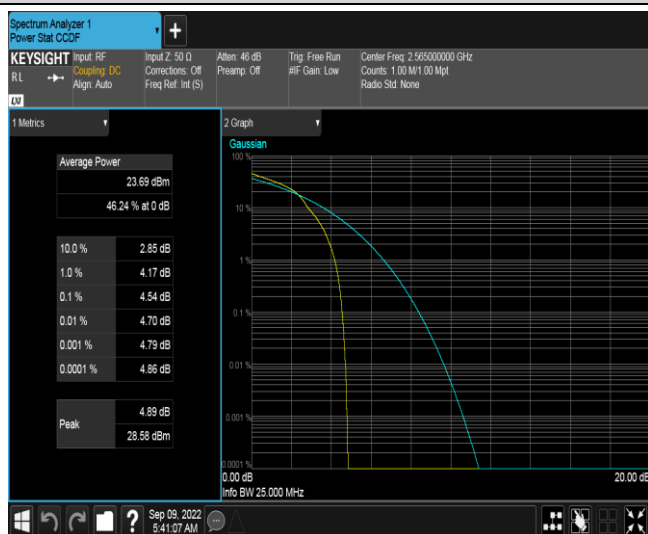 Spectrum Analyzer 1
Power Stat CCDF
+
KEYSIGHT
RL
LXI
Input: RF
Coupling: DC
Align: Auto
Input Z: 50 Ω
Corrections: Off
Freq Ref: Int (S)
Atten: 46 dB
Preamp: Off
Trig: Free Run
#IF Gain: Low
Center Freq: 2.565000000 GHz
Counts: 1.00 M/1.00 Mpt
Radio Std: None
1 Metrics
Average Power
23.69 dBm
46.24 % at 0 dB
10.0 % 2.85 dB
1.0 % 4.17 dB
0.1 % 4.54 dB
0.01 % 4.70 dB
0.001 % 4.79 dB
0.0001 % 4.86 dB
Peak
4.89 dB
28.58 dBm
2 Graph
Gaussian
100 %
10 %
1 %
0.1 %
0.01 %
0.001 %
0.0001 %
0.00 dB 20.00 dB
Info BW 25.000 MHz
?
Sep 09, 2022
5:41:07 AM